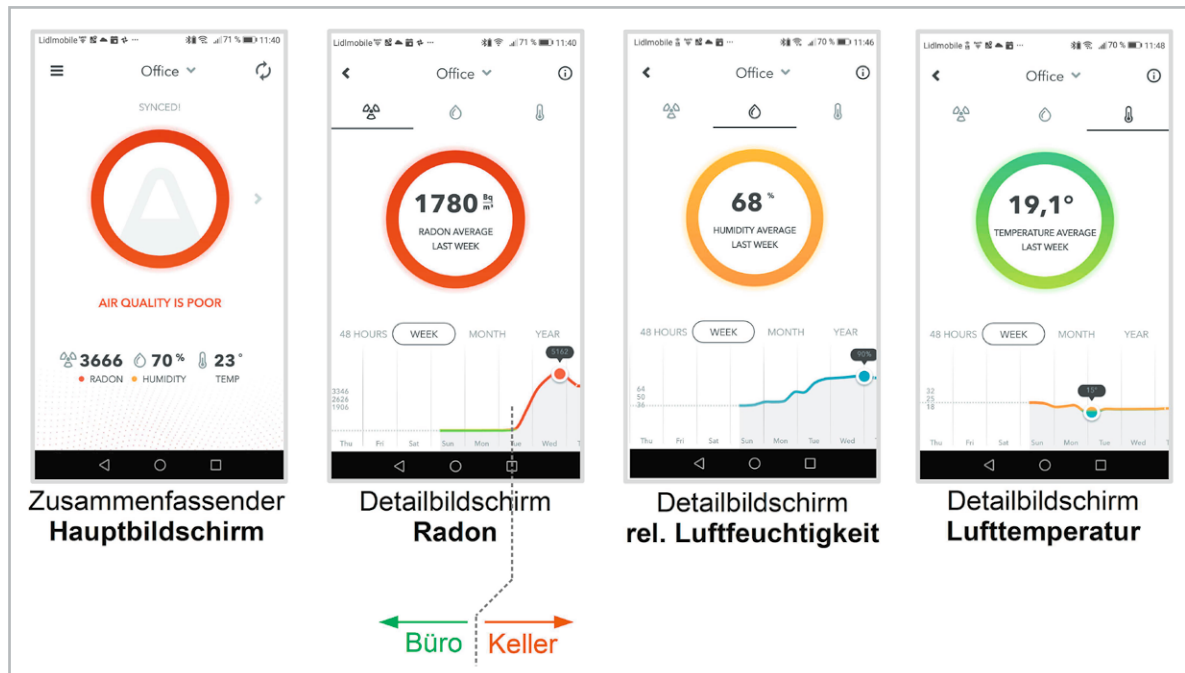 Lidlmobile 71 % 11:40
Office
SYNCED!
AIR QUALITY IS POOR
3666 70 % 23 °
RADON HUMIDITY TEMP
Zusammenfassender
Hauptbildschirm
Lidlmobile 71 % 11:40
Office
1780 Bq/m³
RADON AVERAGE
LAST WEEK
48 HOURS WEEK MONTH YEAR
5162
3346
2626
1906
Thu Fri Sat Sun Mon Tue Wed T
Detailbildschirm
Radon
Büro Keller
Lidlmobile 70 % 11:46
Office
68 %
HUMIDITY AVERAGE
LAST WEEK
48 HOURS WEEK MONTH YEAR
90%
64
50
36
Thu Fri Sat Sun Mon Tue Wed T
Detailbildschirm
rel. Luftfeuchtigkeit
Lidlmobile 70 % 11:48
Office
19,1°
TEMPERATURE AVERAGE
LAST WEEK
48 HOURS WEEK MONTH YEAR
15°
32
25
18
Thu Fri Sat Sun Mon Tue Wed T
Detailbildschirm
Lufttemperatur